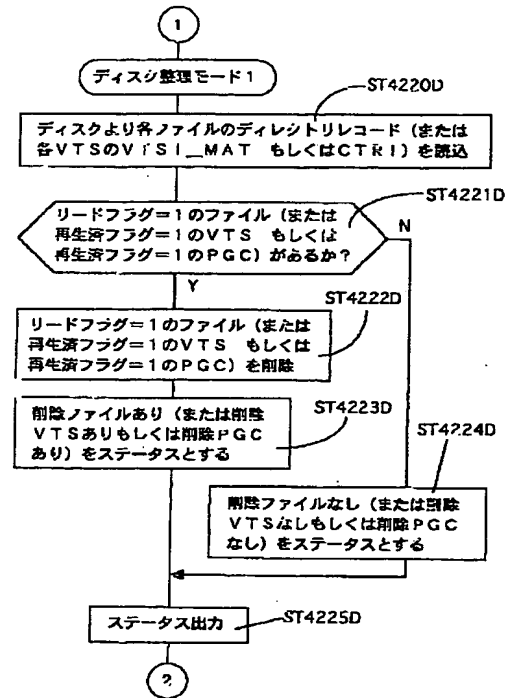 1
ディスク整理モード1
ST4220D
ディスクより各ファイルのディレクトリレコード(または
各VTSのVTSI_MAT もしくはCTRI)を読込
ST4221D
リードフラグ=1のファイル(または
再生済フラグ=1のVTS もしくは
再生済フラグ=1のPGC)があるか?
N
Y
ST4222D
リードフラグ=1のファイル(または
再生済フラグ=1のVTS もしくは
再生済フラグ=1のPGC)を削除
ST4223D
削除ファイルあり(または削除
VTSありもしくは削除PGC
あり)をステータスとする
ST4224D
削除ファイルなし(または削除
VTSなしもしくは削除PGC
なし)をステータスとする
ステータス出力
ST4225D
2